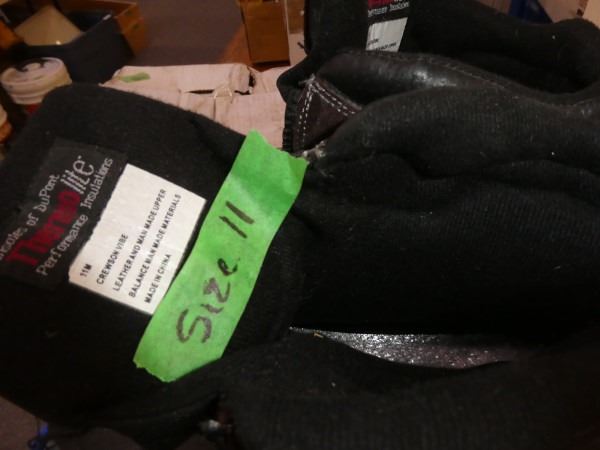 Thermolite
Performance Insulations
11M
CREWSON VIBE
LEATHER AND MAN MADE UPPER
BALANCE MAN MADE MATERIALS
MADE IN CHINA
Size 11